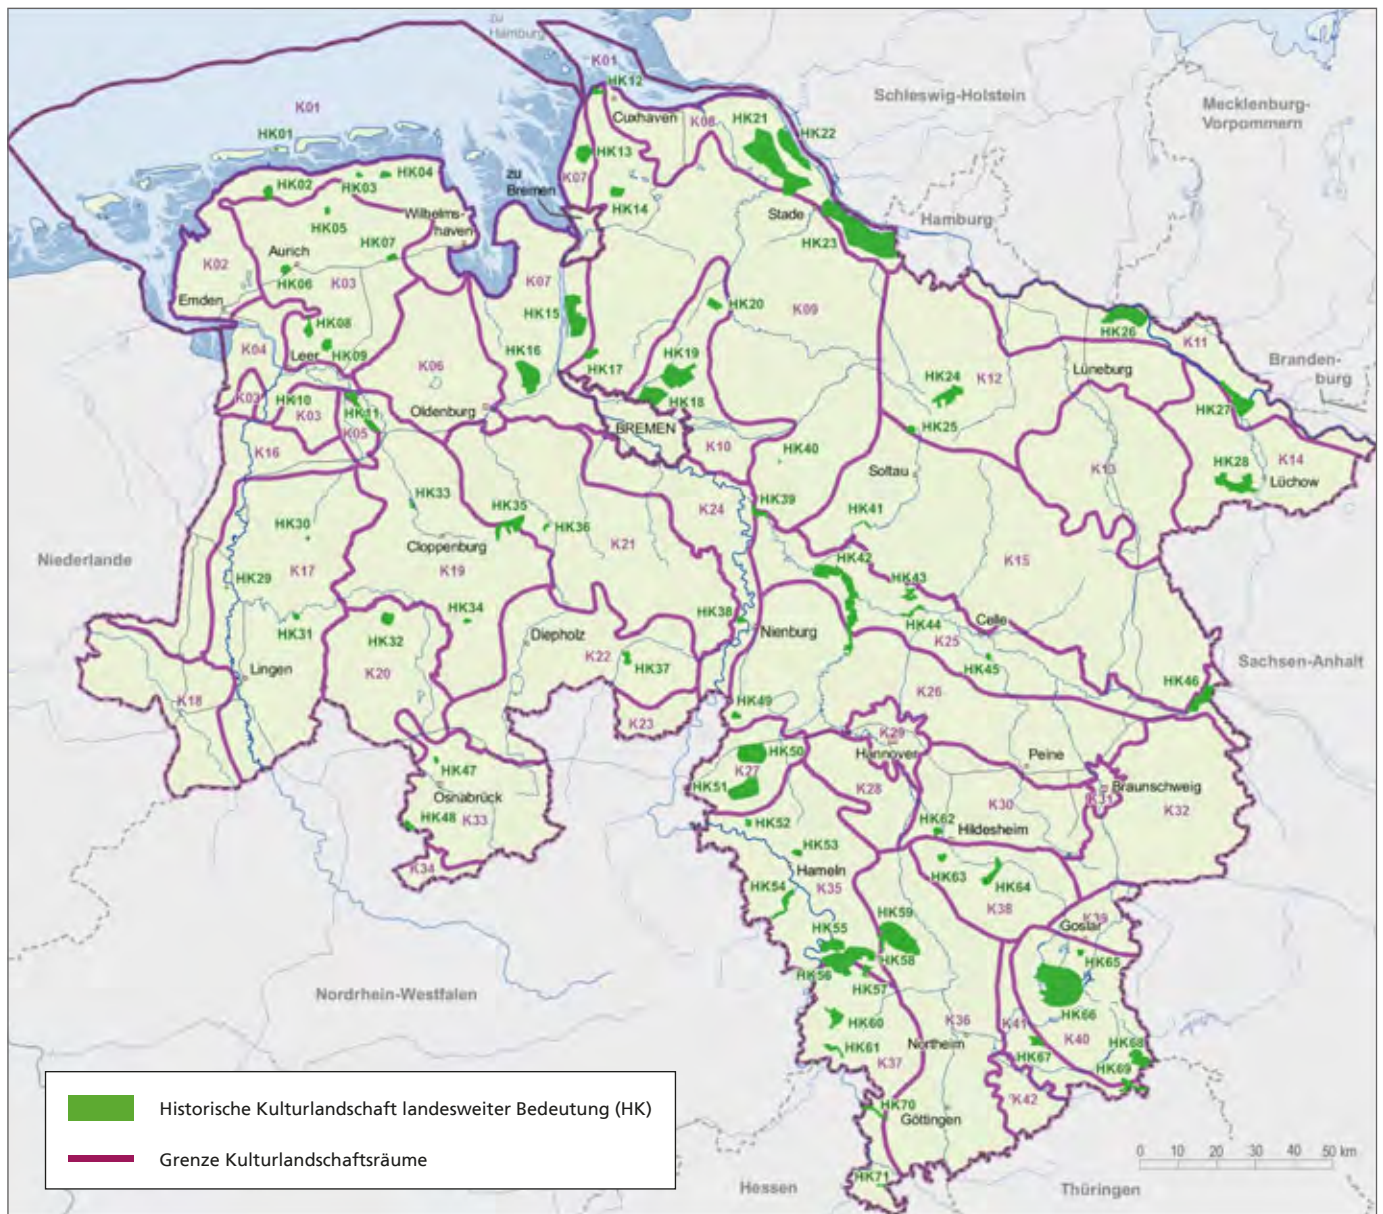 zu
Hamburg
K01
HK12
Cuxhaven
K08
HK21
HK22
Schleswig-Holstein
Mecklenburg-
Vorpommern
K01
HK01
HK13
K07
zu
Bremen
HK14
HK02
HK03
HK04
HK05
Wilhelms-
haven
Stade
HK23
Hamburg
Aurich
HK07
K02
HK06
K03
K07
Emden
HK15
HK20
K09
HK26
K11
HK08
K04
Leer
HK09
K06
HK16
HK17
HK19
HK18
HK24
K12
Lüneburg
Branden-
burg
K03
HK10
K03
HK11
K05
Oldenburg
BREMEN
K10
HK25
HK27
K16
HK40
Soltau
K13
HK28
K14
Lüchow
HK33
HK35
HK36
K24
HK39
HK41
HK30
Cloppenburg
K21
Niederlande
K19
HK42
K15
HK29
K17
HK43
HK34
HK38
HK44
HK31
HK32
Nienburg
Celle
Diepholz
K25
K22
HK37
HK45
Sachsen-Anhalt
Lingen
K20
HK46
K18
K26
HK49
K23
K29
Hannover
HK50
Peine
HK47
K27
HK51
K28
Braunschweig
K31
Osnabrück
K30
K32
HK48
K33
HK52
HK62
Hildesheim
HK53
K34
Hameln
HK63
HK64
HK54
K35
K38
K39
HK59
Goslar
HK55
HK58
HK65
HK56
HK57
Nordrhein-Westfalen
HK66
HK60
K36
K41
K40
HK61
Northeim
HK67
HK68
K37
HK69
Historische Kulturlandschaft landesweiter Bedeutung (HK)
K42
HK70
Göttingen
Grenze Kulturlandschaftsräume
0 10 20 30 40 50 km
HK71
Hessen
Thüringen